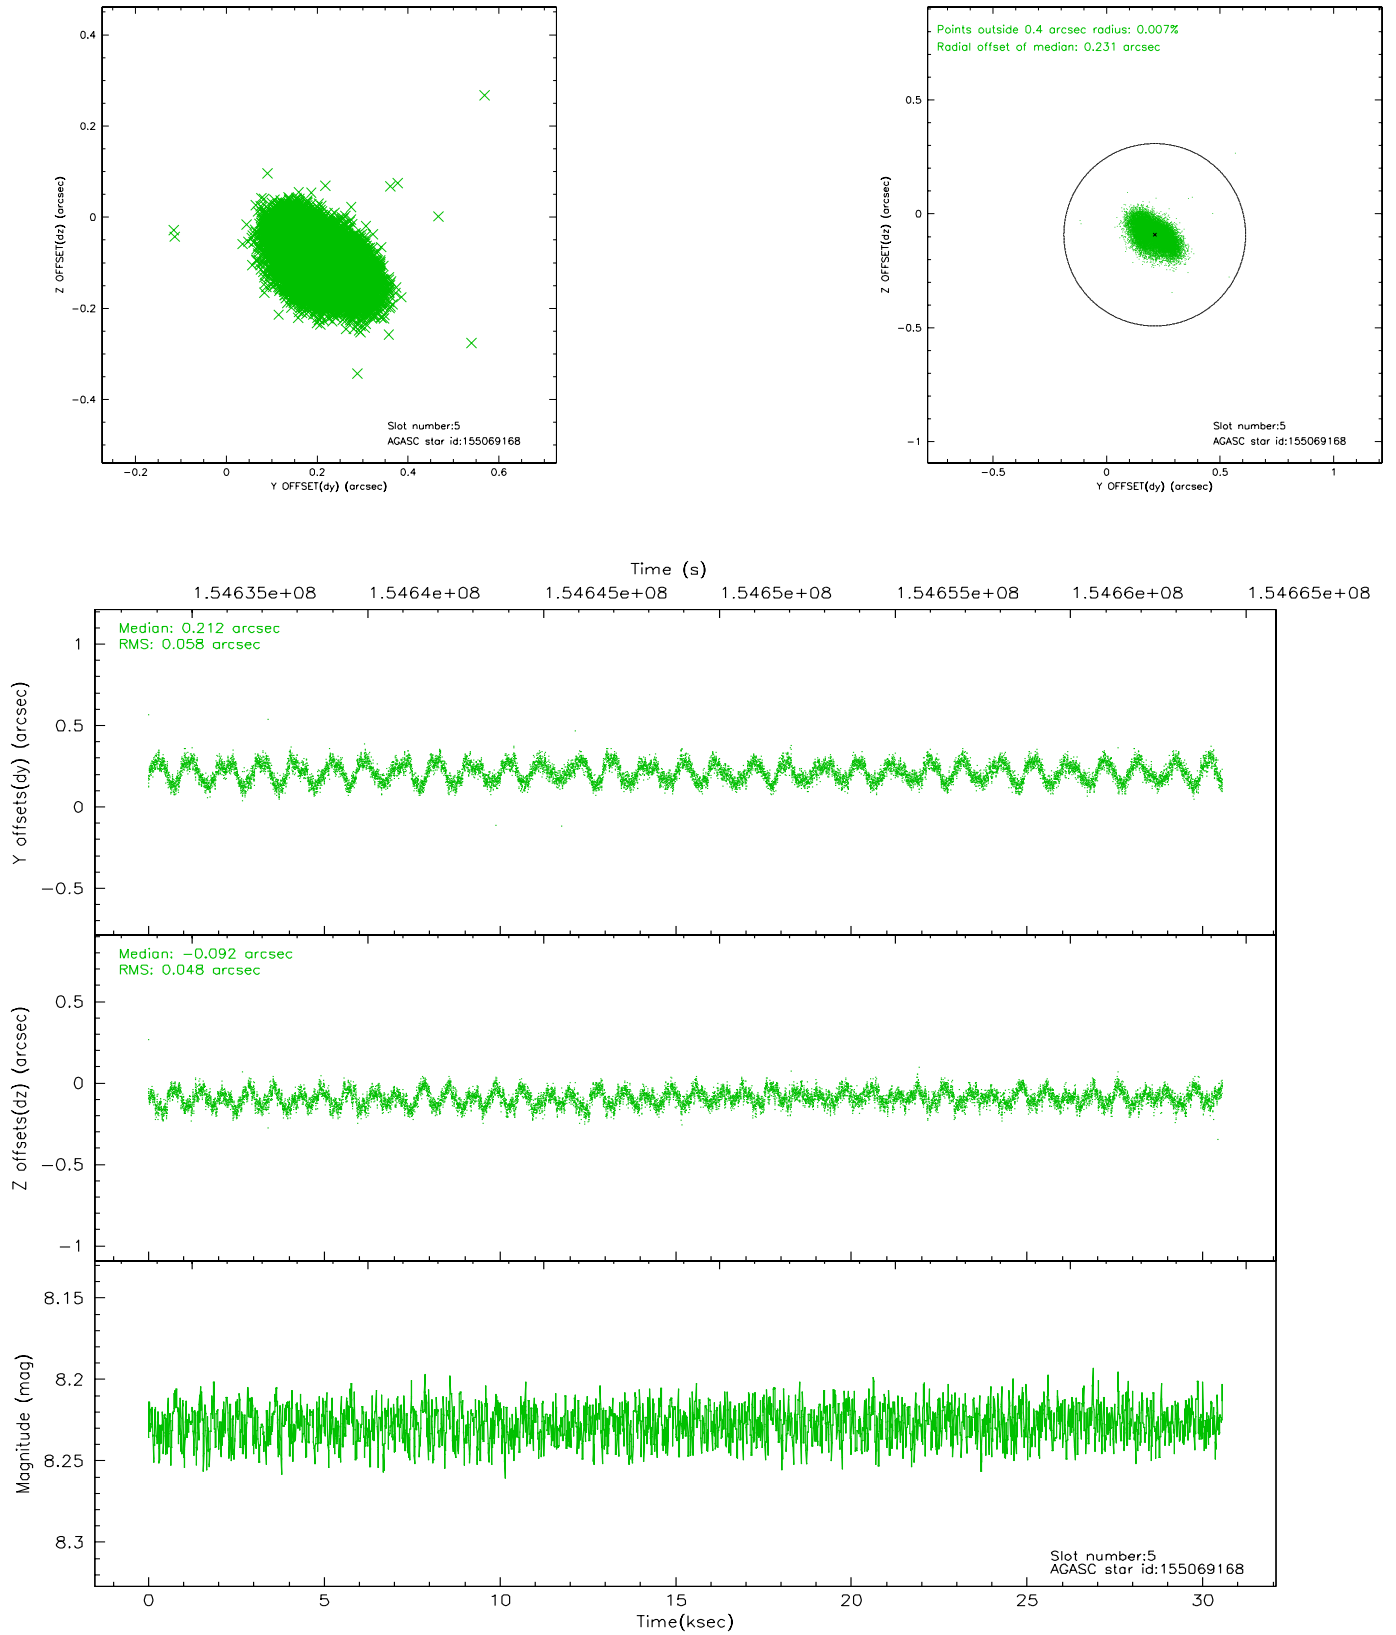 0.4
0.2
0
−0.2
−0.4
Z OFFSET(dz) (arcsec)
Slot number:5
AGASC star id:155069168
−0.2 0 0.2 0.4 0.6
Y OFFSET(dy) (arcsec)
Points outside 0.4 arcsec radius: 0.007%
Radial offset of median: 0.231 arcsec
0.5
0
−0.5
−1
Z OFFSET(dz) (arcsec)
Slot number:5
AGASC star id:155069168
−0.5 0 0.5 1
Y OFFSET(dy) (arcsec)
Time (s)
1.54635e+08 1.5464e+08 1.54645e+08 1.5465e+08 1.54655e+08 1.5466e+08 1.54665e+08
Median: 0.212 arcsec
RMS: 0.058 arcsec
1
0.5
0
−0.5
Y offsets(dy) (arcsec)
Median: −0.092 arcsec
RMS: 0.048 arcsec
0.5
0
−0.5
−1
Z offsets(dz) (arcsec)
8.15
8.2
8.25
8.3
Magnitude (mag)
Slot number:5
AGASC star id:155069168
0 5 10 15 20 25 30
Time(ksec)